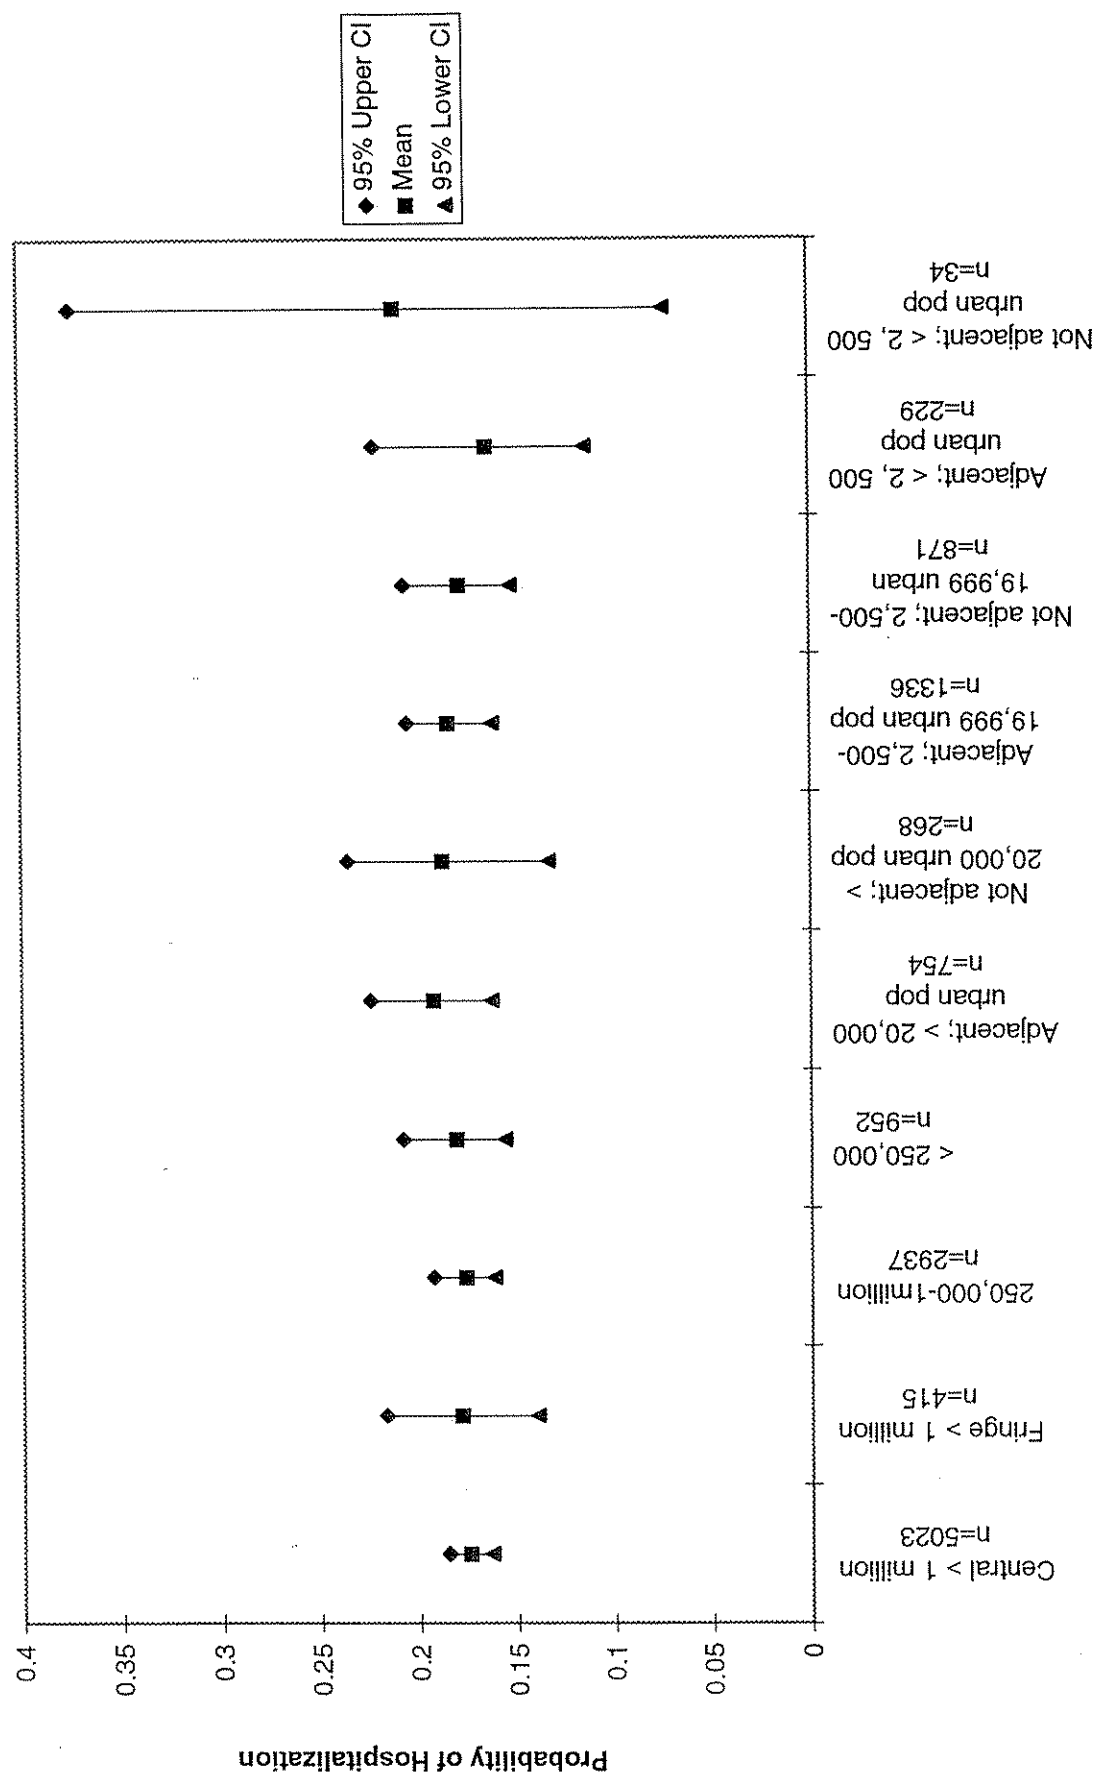 Probability of Hospitalization
0.4
0.35
0.3
0.25
0.2
0.15
0.1
0.05
0
Central > 1 million
n=5023
Fringe > 1 million
n=415
250,000-1million
n=2937
< 250,000
n=952
Adjacent; > 20,000
urban pop
n=754
Not adjacent; >
20,000 urban pop
n=268
Adjacent; 2,500-
19,999 urban pop
n=1336
Not adjacent; 2,500-
19,999 urban
n=871
Adjacent; < 2, 500
urban pop
n=229
Not adjacent; < 2, 500
urban pop
n=34
95% Upper CI
Mean
95% Lower CI